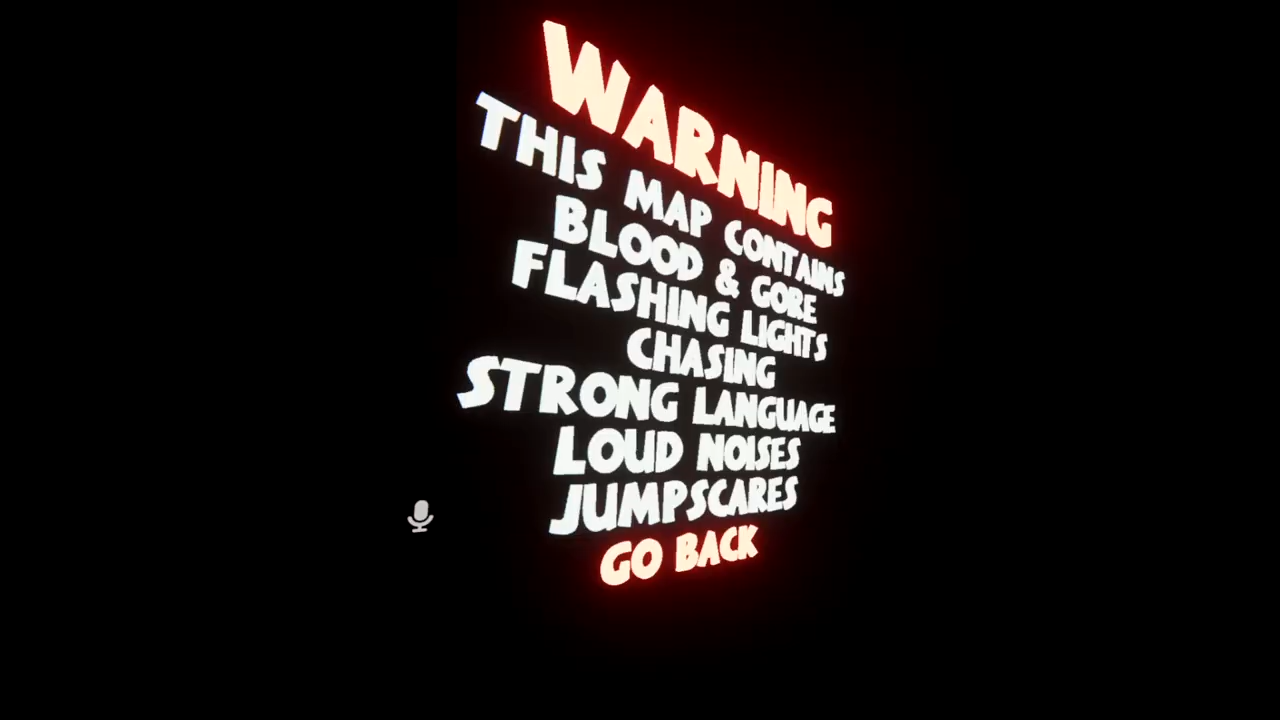 WARNING
THIS MAP CONTAINS
BLOOD & GORE
FLASHING LIGHTS
CHASING
STRONG LANGUAGE
LOUD NOISES
JUMPSCARES
GO BACK